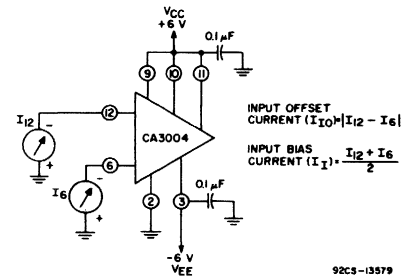 VCC
+6 V
0.1 µF
9
10
11
I12
-
+
12
CA3004
INPUT OFFSET
CURRENT (IIO)=|I12 - I6|
6
I6
-
+
INPUT BIAS
CURRENT (II)= I12 + I6
2
2
3
0.1 µF
-6 V
VEE
92CS-13579